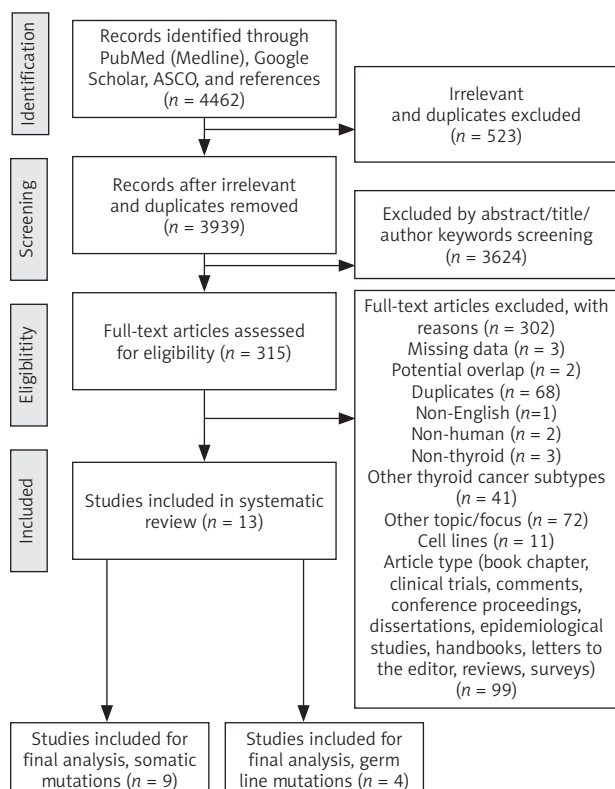 Identification
Records identified through
PubMed (Medline), Google
Scholar, ASCO, and references
(n = 4462)
Irrelevant
and duplicates excluded
(n = 523)
Screening
Records after irrelevant
and duplicates removed
(n = 3939)
Excluded by abstract/title/
author keywords screening
(n = 3624)
Eligiblitity
Full-text articles assessed
for eligibility (n = 315)
Full-text articles excluded, with
reasons (n = 302)
Missing data (n = 3)
Potential overlap (n = 2)
Duplicates (n = 68)
Non-English (n=1)
Non-human (n = 2)
Non-thyroid (n = 3)
Other thyroid cancer subtypes
(n = 41)
Other topic/focus (n = 72)
Cell lines (n = 11)
Article type (book chapter,
clinical trials, comments,
conference proceedings,
dissertations, epidemiological
studies, handbooks, letters to
the editor, reviews, surveys)
(n = 99)
Included
Studies included in systematic
review (n = 13)
Studies included for
final analysis, somatic
mutations (n = 9)
Studies included for
final analysis, germ
line mutations (n = 4)